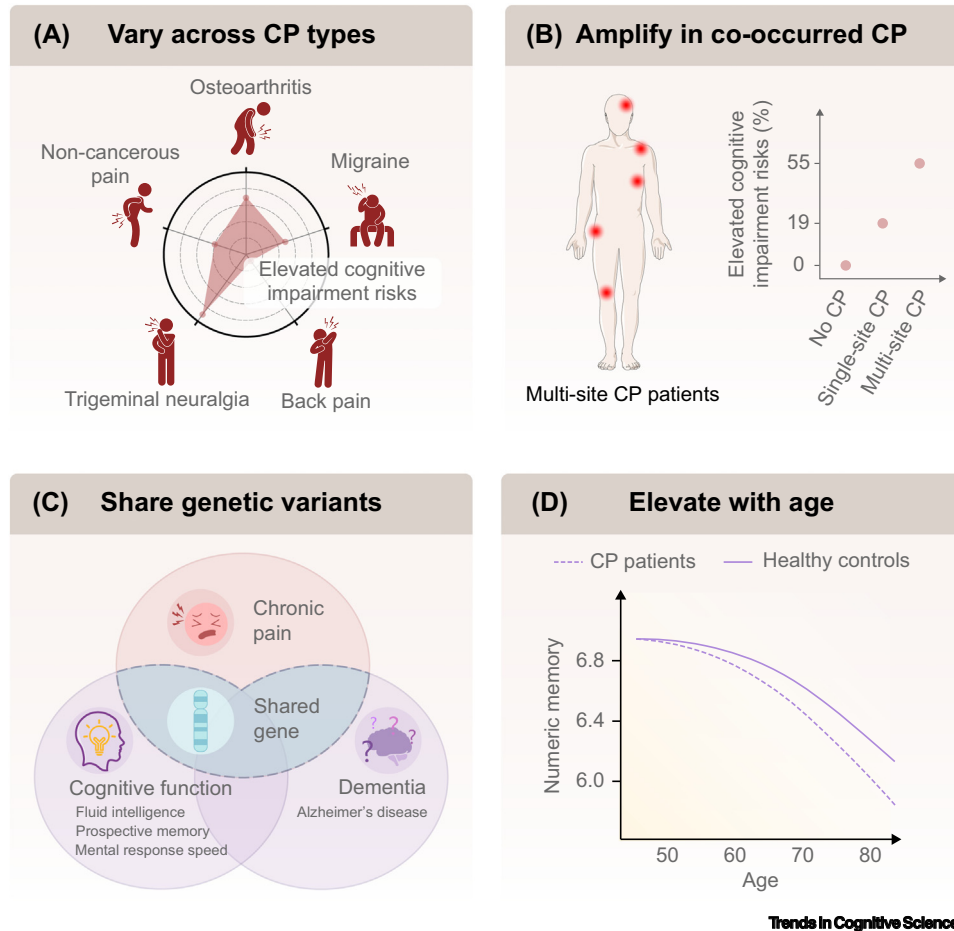 (A) Vary across CP types
Osteoarthritis
Non-cancerous
pain
Migraine
Elevated cognitive
impairment risks
Trigeminal neuralgia
Back pain
(B) Amplify in co-occurred CP
Multi-site CP patients
Elevated cognitive
impairment risks (%)
55
19
0
No CP
Single-site CP
Multi-site CP
(C) Share genetic variants
Chronic
pain
Shared
gene
Cognitive function
Fluid intelligence
Prospective memory
Mental response speed
? ? ? ?
Dementia
Alzheimer's disease
(D) Elevate with age
CP patients
Healthy controls
Numeric memory
6.8
6.4
6.0
50 60 70 80
Age
Trends in Cognitive Science